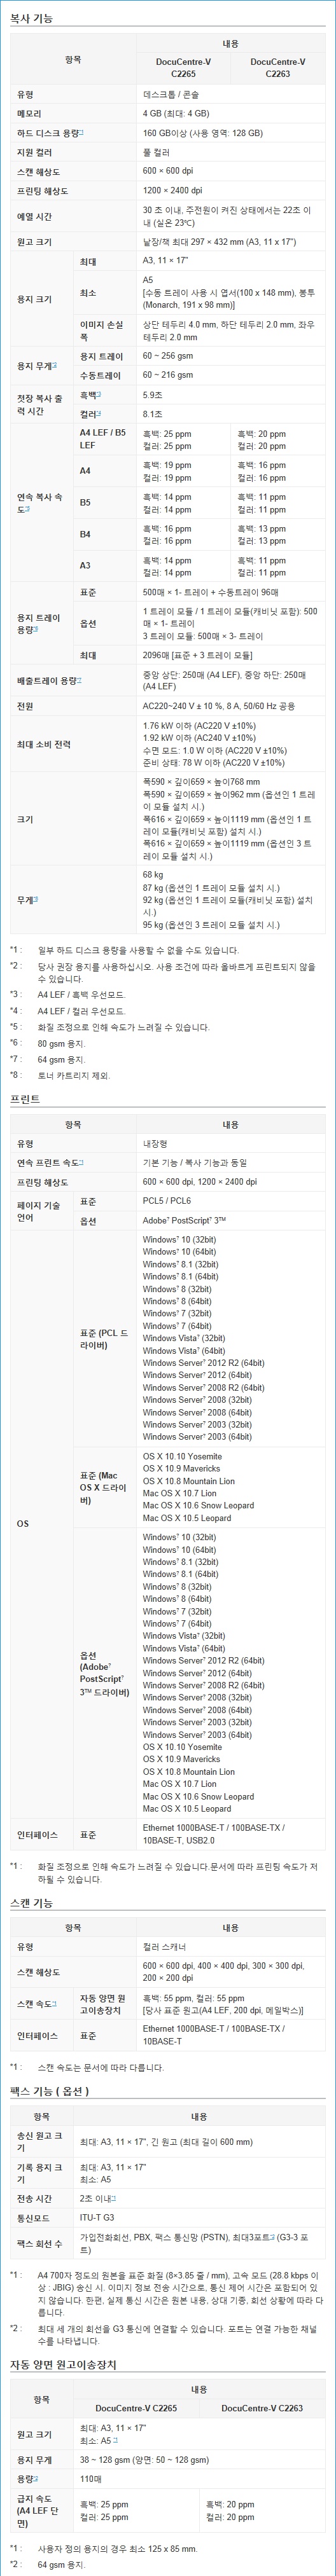 복사 기능
항목
내용
DocuCentre-V C2265
DocuCentre-V C2263
유형
데스크톱 / 콘솔
메모리
4 GB (최대: 4 GB)
하드 디스크 용량*1
160 GB이상 (사용 영역: 128 GB)
지원 컬러
풀 컬러
스캔 해상도
600 × 600 dpi
프린팅 해상도
1200 × 2400 dpi
예열 시간
30 초 이내, 주전원이 켜진 상태에서는 22초 이
내 (실온 23℃)
원고 크기
낱장/책 최대 297 × 432 mm (A3, 11 x 17")
용지 크기
최대
A3, 11 × 17"
최소
A5
[수동 트레이 사용 시 엽서(100 x 148 mm), 봉투
(Monarch, 191 x 98 mm)]
이미지 손실
폭
상단 테두리 4.0 mm, 하단 테두리 2.0 mm, 좌우
테두리 2.0 mm
용지 무게*2
용지 트레이
60 ~ 256 gsm
수동트레이
60 ~ 216 gsm
첫장 복사 출
력 시간
흑백*3
5.9초
컬러*4
8.1초
연속 복사 속
도*5
A4 LEF / B5
LEF
흑백: 25 ppm
컬러: 25 ppm
흑백: 20 ppm
컬러: 20 ppm
A4
흑백: 19 ppm
컬러: 19 ppm
흑백: 16 ppm
컬러: 16 ppm
B5
흑백: 14 ppm
컬러: 14 ppm
흑백: 11 ppm
컬러: 11 ppm
B4
흑백: 16 ppm
컬러: 16 ppm
흑백: 13 ppm
컬러: 13 ppm
A3
흑백: 14 ppm
컬러: 14 ppm
흑백: 11 ppm
컬러: 11 ppm
용지 트레이
용량*6
표준
500매 × 1- 트레이 + 수동트레이 96매
옵션
1 트레이 모듈 / 1 트레이 모듈(캐비닛 포함): 500
매 × 1- 트레이
3 트레이 모듈: 500매 × 3- 트레이
최대
2096매 [표준 + 3 트레이 모듈]
배출트레이 용량*7
중앙 상단: 250매 (A4 LEF), 중앙 하단: 250매
(A4 LEF)
전원
AC220~240 V ± 10 %, 8 A, 50/60 Hz 공용
최대 소비 전력
1.76 kW 이하 (AC220 V ±10%)
1.92 kW 이하 (AC240 V ±10%)
수면 모드: 1.0 W 이하 (AC220 V ±10%)
준비 상태: 78 W 이하 (AC220 V ±10%)
크기
폭590 × 깊이659 × 높이768 mm
폭590 × 깊이659 × 높이962 mm (옵션인 1 트레
이 모듈 설치 시.)
폭616 × 깊이659 × 높이1119 mm (옵션인 1 트
레이 모듈(캐비닛 포함) 설치 시.)
폭616 × 깊이659 × 높이1119 mm (옵션인 3 트
레이 모듈 설치 시.)
무게*8
68 kg
87 kg (옵션인 1 트레이 모듈 설치 시.)
92 kg (옵션인 1 트레이 모듈(캐비닛 포함) 설치
시.)
95 kg (옵션인 3 트레이 모듈 설치 시.)
*1 : 일부 하드 디스크 용량을 사용할 수 없을 수도 있습니다.
*2 : 당사 권장 용지를 사용하십시오. 사용 조건에 따라 올바르게 프린트되지 않을
수 있습니다.
*3 : A4 LEF / 흑백 우선모드.
*4 : A4 LEF / 컬러 우선모드.
*5 : 화질 조정으로 인해 속도가 느려질 수 있습니다.
*6 : 80 gsm 용지.
*7 : 64 gsm 용지.
*8 : 토너 카트리지 제외.
프린트
항목
내용
유형
내장형
연속 프린트 속도*1
기본 기능 / 복사 기능과 동일
프린팅 해상도
600 × 600 dpi, 1200 × 2400 dpi
페이지 기술
언어
표준
PCL5 / PCL6
옵션
Adobe® PostScript® 3™
OS
표준 (PCL 드
라이버)
Windows® 10 (32bit)
Windows® 10 (64bit)
Windows® 8.1 (32bit)
Windows® 8.1 (64bit)
Windows® 8 (32bit)
Windows® 8 (64bit)
Windows® 7 (32bit)
Windows® 7 (64bit)
Windows Vista® (32bit)
Windows Vista® (64bit)
Windows Server® 2012 R2 (64bit)
Windows Server® 2012 (64bit)
Windows Server® 2008 R2 (64bit)
Windows Server® 2008 (32bit)
Windows Server® 2008 (64bit)
Windows Server® 2003 (32bit)
Windows Server® 2003 (64bit)
표준 (Mac
OS X 드라이
버)
OS X 10.10 Yosemite
OS X 10.9 Mavericks
OS X 10.8 Mountain Lion
Mac OS X 10.7 Lion
Mac OS X 10.6 Snow Leopard
Mac OS X 10.5 Leopard
옵션
(Adobe®
PostScript®
3™ 드라이버)
Windows® 10 (32bit)
Windows® 10 (64bit)
Windows® 8.1 (32bit)
Windows® 8.1 (64bit)
Windows® 8 (32bit)
Windows® 8 (64bit)
Windows® 7 (32bit)
Windows® 7 (64bit)
Windows Vista® (32bit)
Windows Vista® (64bit)
Windows Server® 2012 R2 (64bit)
Windows Server® 2012 (64bit)
Windows Server® 2008 R2 (64bit)
Windows Server® 2008 (32bit)
Windows Server® 2008 (64bit)
Windows Server® 2003 (32bit)
Windows Server® 2003 (64bit)
OS X 10.10 Yosemite
OS X 10.9 Mavericks
OS X 10.8 Mountain Lion
Mac OS X 10.7 Lion
Mac OS X 10.6 Snow Leopard
Mac OS X 10.5 Leopard
인터페이스
표준
Ethernet 1000BASE-T / 100BASE-TX /
10BASE-T, USB2.0
*1 : 화질 조정으로 인해 속도가 느려질 수 있습니다.문서에 따라 프린팅 속도가 저
하될 수 있습니다.
스캔 기능
항목
내용
유형
컬러 스캐너
스캔 해상도
600 × 600 dpi, 400 × 400 dpi, 300 × 300 dpi,
200 × 200 dpi
스캔 속도*1
자동 양면 원
고이송장치
흑백: 55 ppm, 컬러: 55 ppm
[당사 표준 원고(A4 LEF, 200 dpi, 메일박스)]
인터페이스
표준
Ethernet 1000BASE-T / 100BASE-TX /
10BASE-T
*1 : 스캔 속도는 문서에 따라 다릅니다.
팩스 기능 ( 옵션 )
항목
내용
송신 원고 크
기
최대: A3, 11 × 17", 긴 원고 (최대 길이 600 mm)
기록 용지 크
기
최대: A3, 11 × 17"
최소: A5
전송 시간
2초 이내*1
통신모드
ITU-T G3
팩스 회선 수
가입전화회선, PBX, 팩스 통신망 (PSTN), 최대3포트*2 (G3-3 포
트)
*1 : A4 700자 정도의 원본을 표준 화질 (8×3.85 줄 / mm), 고속 모드 (28.8 kbps 이
상 : JBIG) 송신 시. 이미지 정보 전송 시간으로, 통신 제어 시간은 포함되어 있
지 않습니다. 한편, 실제 통신 시간은 원본 내용, 상대 기종, 회선 상황에 따라 다
릅니다.
*2 : 최대 세 개의 회선을 G3 통신에 연결할 수 있습니다. 포트는 연결 가능한 채널
수를 나타냅니다.
자동 양면 원고이송장치
항목
내용
DocuCentre-V C2265
DocuCentre-V C2263
원고 크기
최대: A3, 11 × 17"
최소: A5 *1
용지 무게
38 ~ 128 gsm (양면: 50 ~ 128 gsm)
용량*2
110매
급지 속도
(A4 LEF 단
면)
흑백: 25 ppm
컬러: 25 ppm
흑백: 20 ppm
컬러: 20 ppm
*1 : 사용자 정의 용지의 경우 최소 125 x 85 mm.
*2 : 64 gsm 용지.